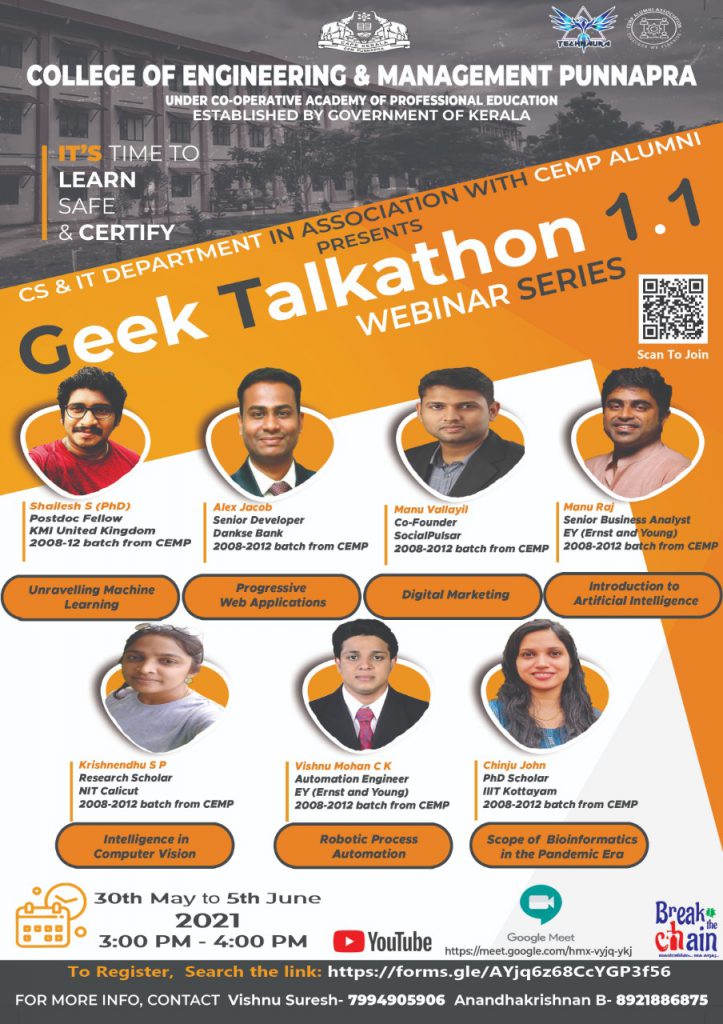 TECHNAURA
COLLEGE OF ENGINEERING & MANAGEMENT PUNNAPRA
UNDER CO-OPERATIVE ACADEMY OF PROFESSIONAL EDUCATION
ESTABLISHED BY GOVERNMENT OF KERALA
IT'S TIME TO
LEARN
SAFE
& CERTIFY
CS & IT DEPARTMENT IN ASSOCIATION WITH CEMP ALUMNI
PRESENTS
Geek Talkathon 1.1
WEBINAR SERIES
Scan To Join
Shailesh S (PhD)
Postdoc Fellow
KMI United Kingdom
2008-12 batch from CEMP
Unravelling Machine
Learning
Alex Jacob
Senior Developer
Dankse Bank
2008-2012 batch from CEMP
Progressive
Web Applications
Manu Vallayil
Co-Founder
SocialPulsar
2008-2012 batch from CEMP
Digital Marketing
Manu Raj
Senior Business Analyst
EY (Ernst and Young)
2008-2012 batch from CEMP
Introduction to
Artificial Intelligence
Krishnendhu S P
Research Scholar
NIT Calicut
2008-2012 batch from CEMP
Intelligence in
Computer Vision
Vishnu Mohan C K
Automation Engineer
EY (Ernst and Young)
2008-2012 batch from CEMP
Robotic Process
Automation
Chinju John
PhD Scholar
IIIT Kottayam
2008-2012 batch from CEMP
Scope of Bioinformatics
in the Pandemic Era
30th May to 5th June
2021
3:00 PM - 4:00 PM
YouTube
Google Meet
https://meet.google.com/hmx-vyjq-ykj
Break
the
chain
To Register, Search the link: https://forms.gle/AYjq6z68CcYGP3f56
FOR MORE INFO, CONTACT Vishnu Suresh- 7994905906 Anandhakrishnan B- 8921886875